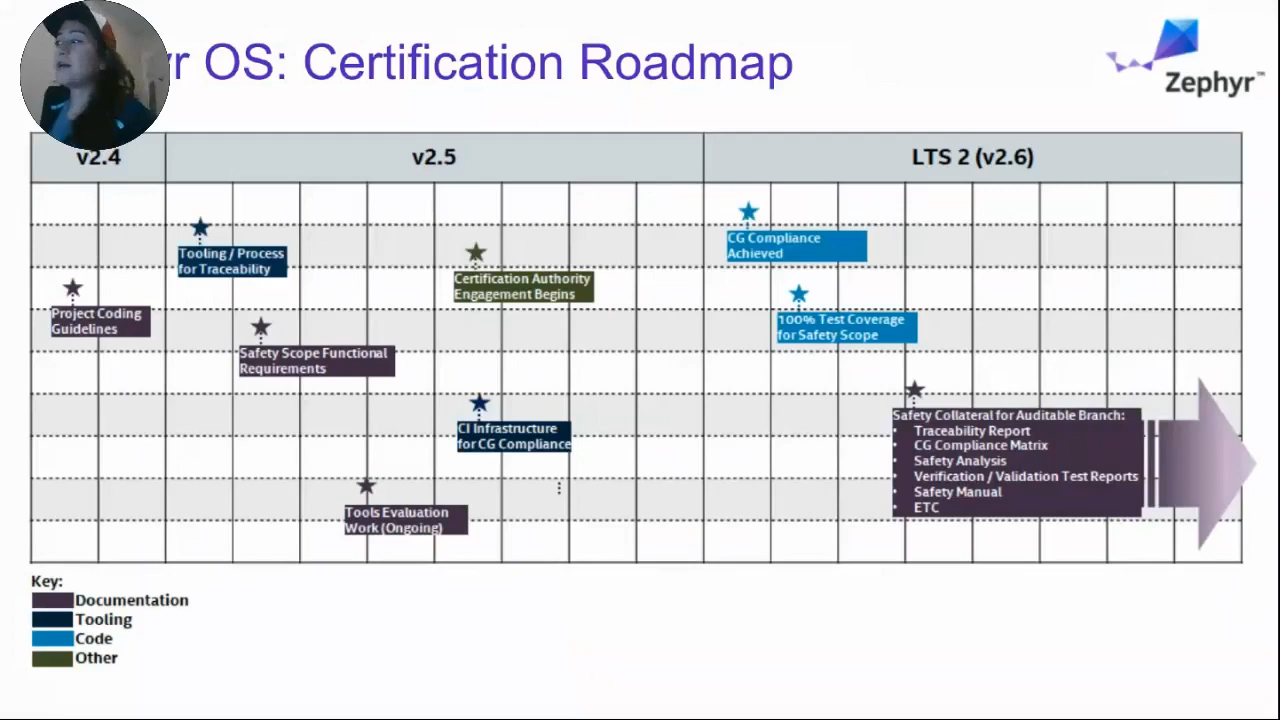 yr OS: Certification Roadmap
Zephyr™
v2.4
v2.5
LTS 2 (v2.6)
Tooling / Process
for Traceability
Certification Authority
Engagement Begins
CG Compliance
Achieved
Project Coding
Guidelines
100% Test Coverage
for Safety Scope
Safety Scope Functional
Requirements
CI Infrastructure
for CG Compliance
Safety Collateral for Auditable Branch:
• Traceability Report
• CG Compliance Matrix
• Safety Analysis
• Verification / Validation Test Reports
• Safety Manual
• ETC
Tools Evaluation
Work (Ongoing)
Key:
Documentation
Tooling
Code
Other